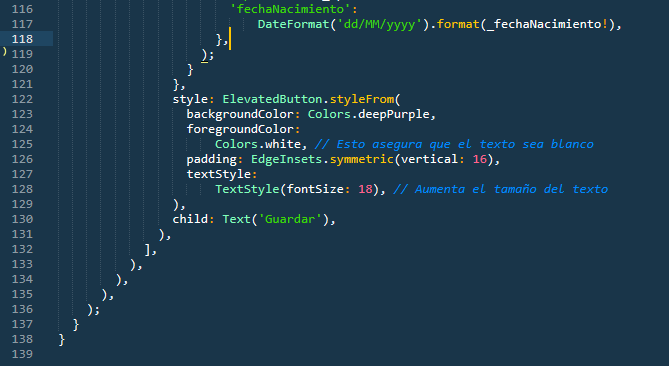 116 'fechaNacimiento':
117 DateFormat('dd/MM/yyyy').format(_fechaNacimiento!),
118 },
119 );
120 }
121 },
122 style: ElevatedButton.styleFrom(
123 backgroundColor: Colors.deepPurple,
124 foregroundColor:
125 Colors.white, // Esto asegura que el texto sea blanco
126 padding: EdgeInsets.symmetric(vertical: 16),
127 textStyle:
128 TextStyle(fontSize: 18), // Aumenta el tamaño del texto
129 ),
130 child: Text('Guardar'),
131 ),
132 ],
133 ),
134 ),
135 ),
136 );
137 }
138 }
139